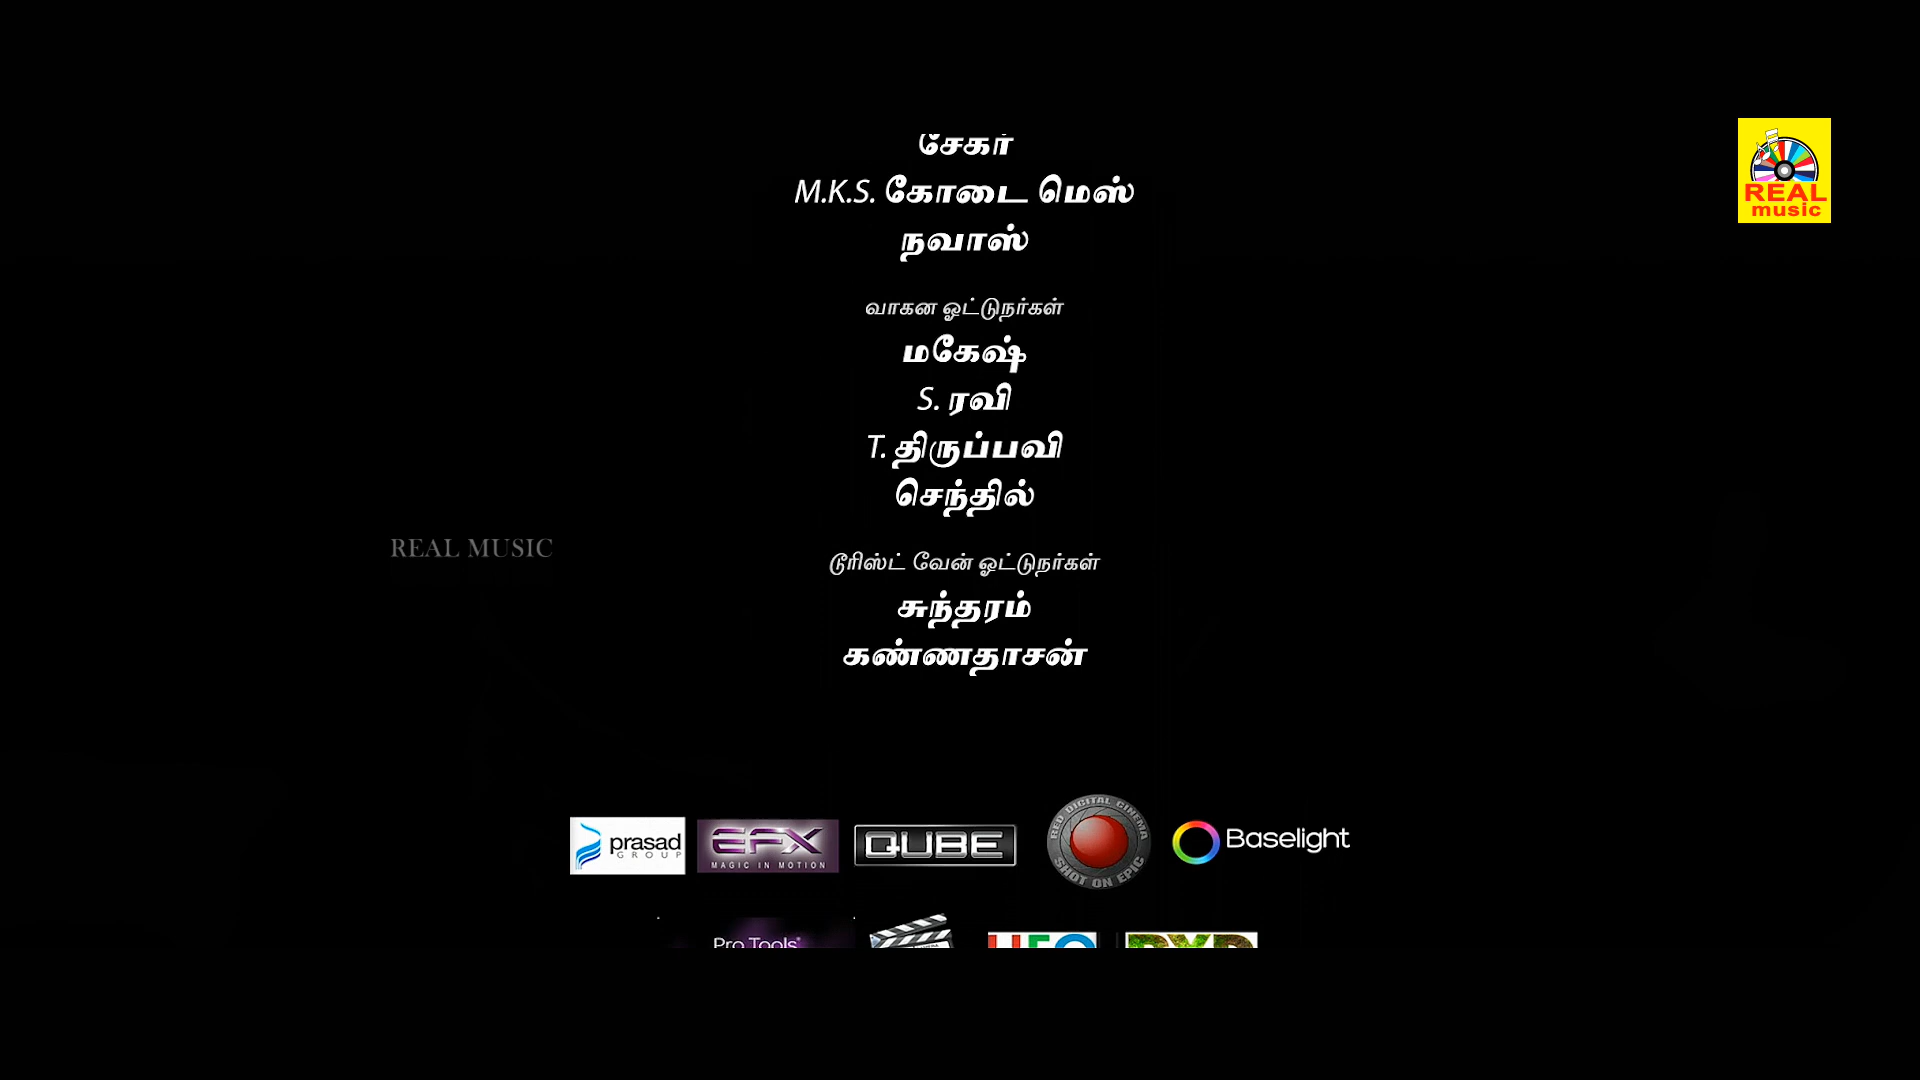 சேகர்
M.K.S. கோடை மெஸ்
நவாஸ்
வாகன ஓட்டுநர்கள்
மகேஷ்
S. ரவி
T. திருப்பவி
செந்தில்
டூரிஸ்ட் வேன் ஓட்டுநர்கள்
சுந்தரம்
கண்ணதாசன்
REAL music
REAL MUSIC
prasad GROUP
EFX MAGIC IN MOTION
QUBE
RED DIGITAL CINEMA
SHOT ON EPIC
Baselight
Pro Tools®